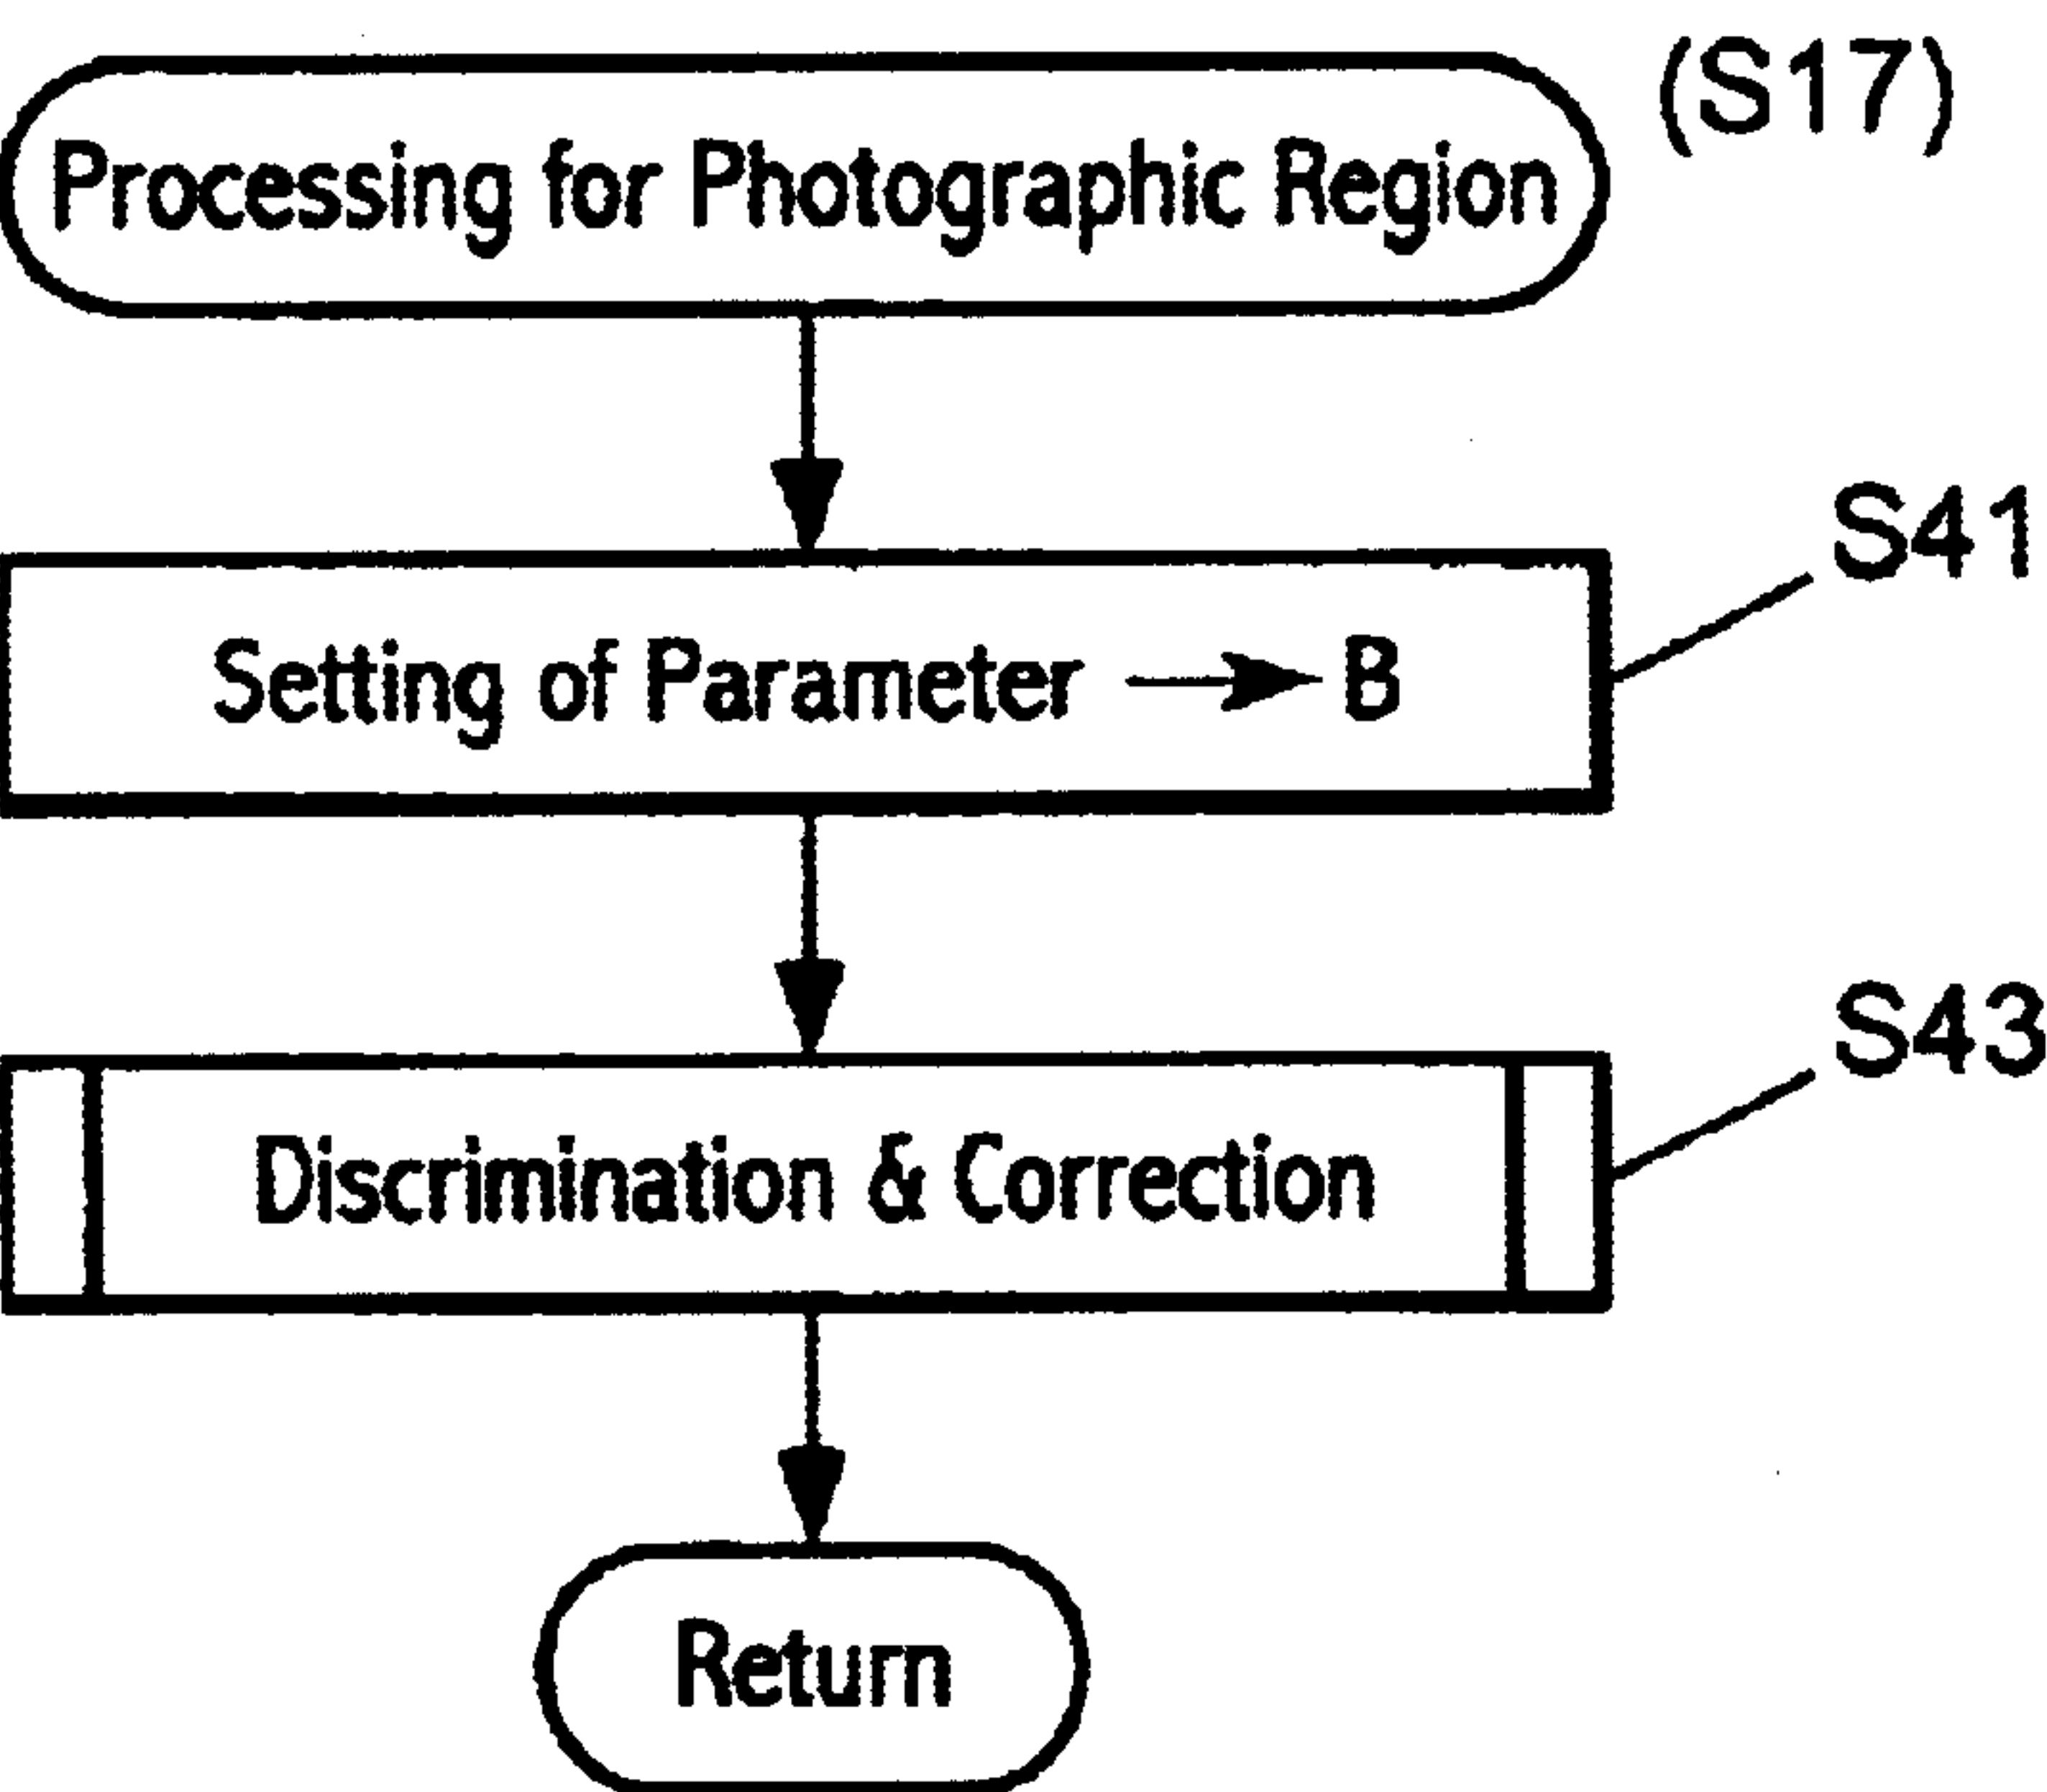 (S17)
Processing for Photographic Region
S41
Setting of Parameter → B
S43
Discrimination & Correction
Return